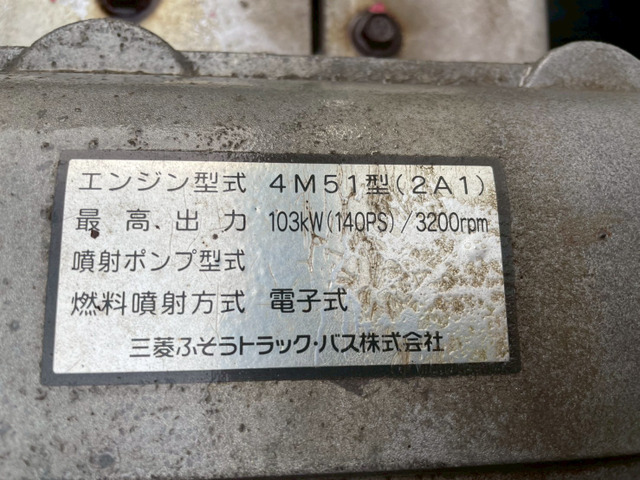 エンジン型式 4M51型(2A1)
最高出力 103kW(140PS)/3200rpm
噴射ポンプ型式
燃料噴射方式 電子式
三菱ふそうトラック・バス株式会社